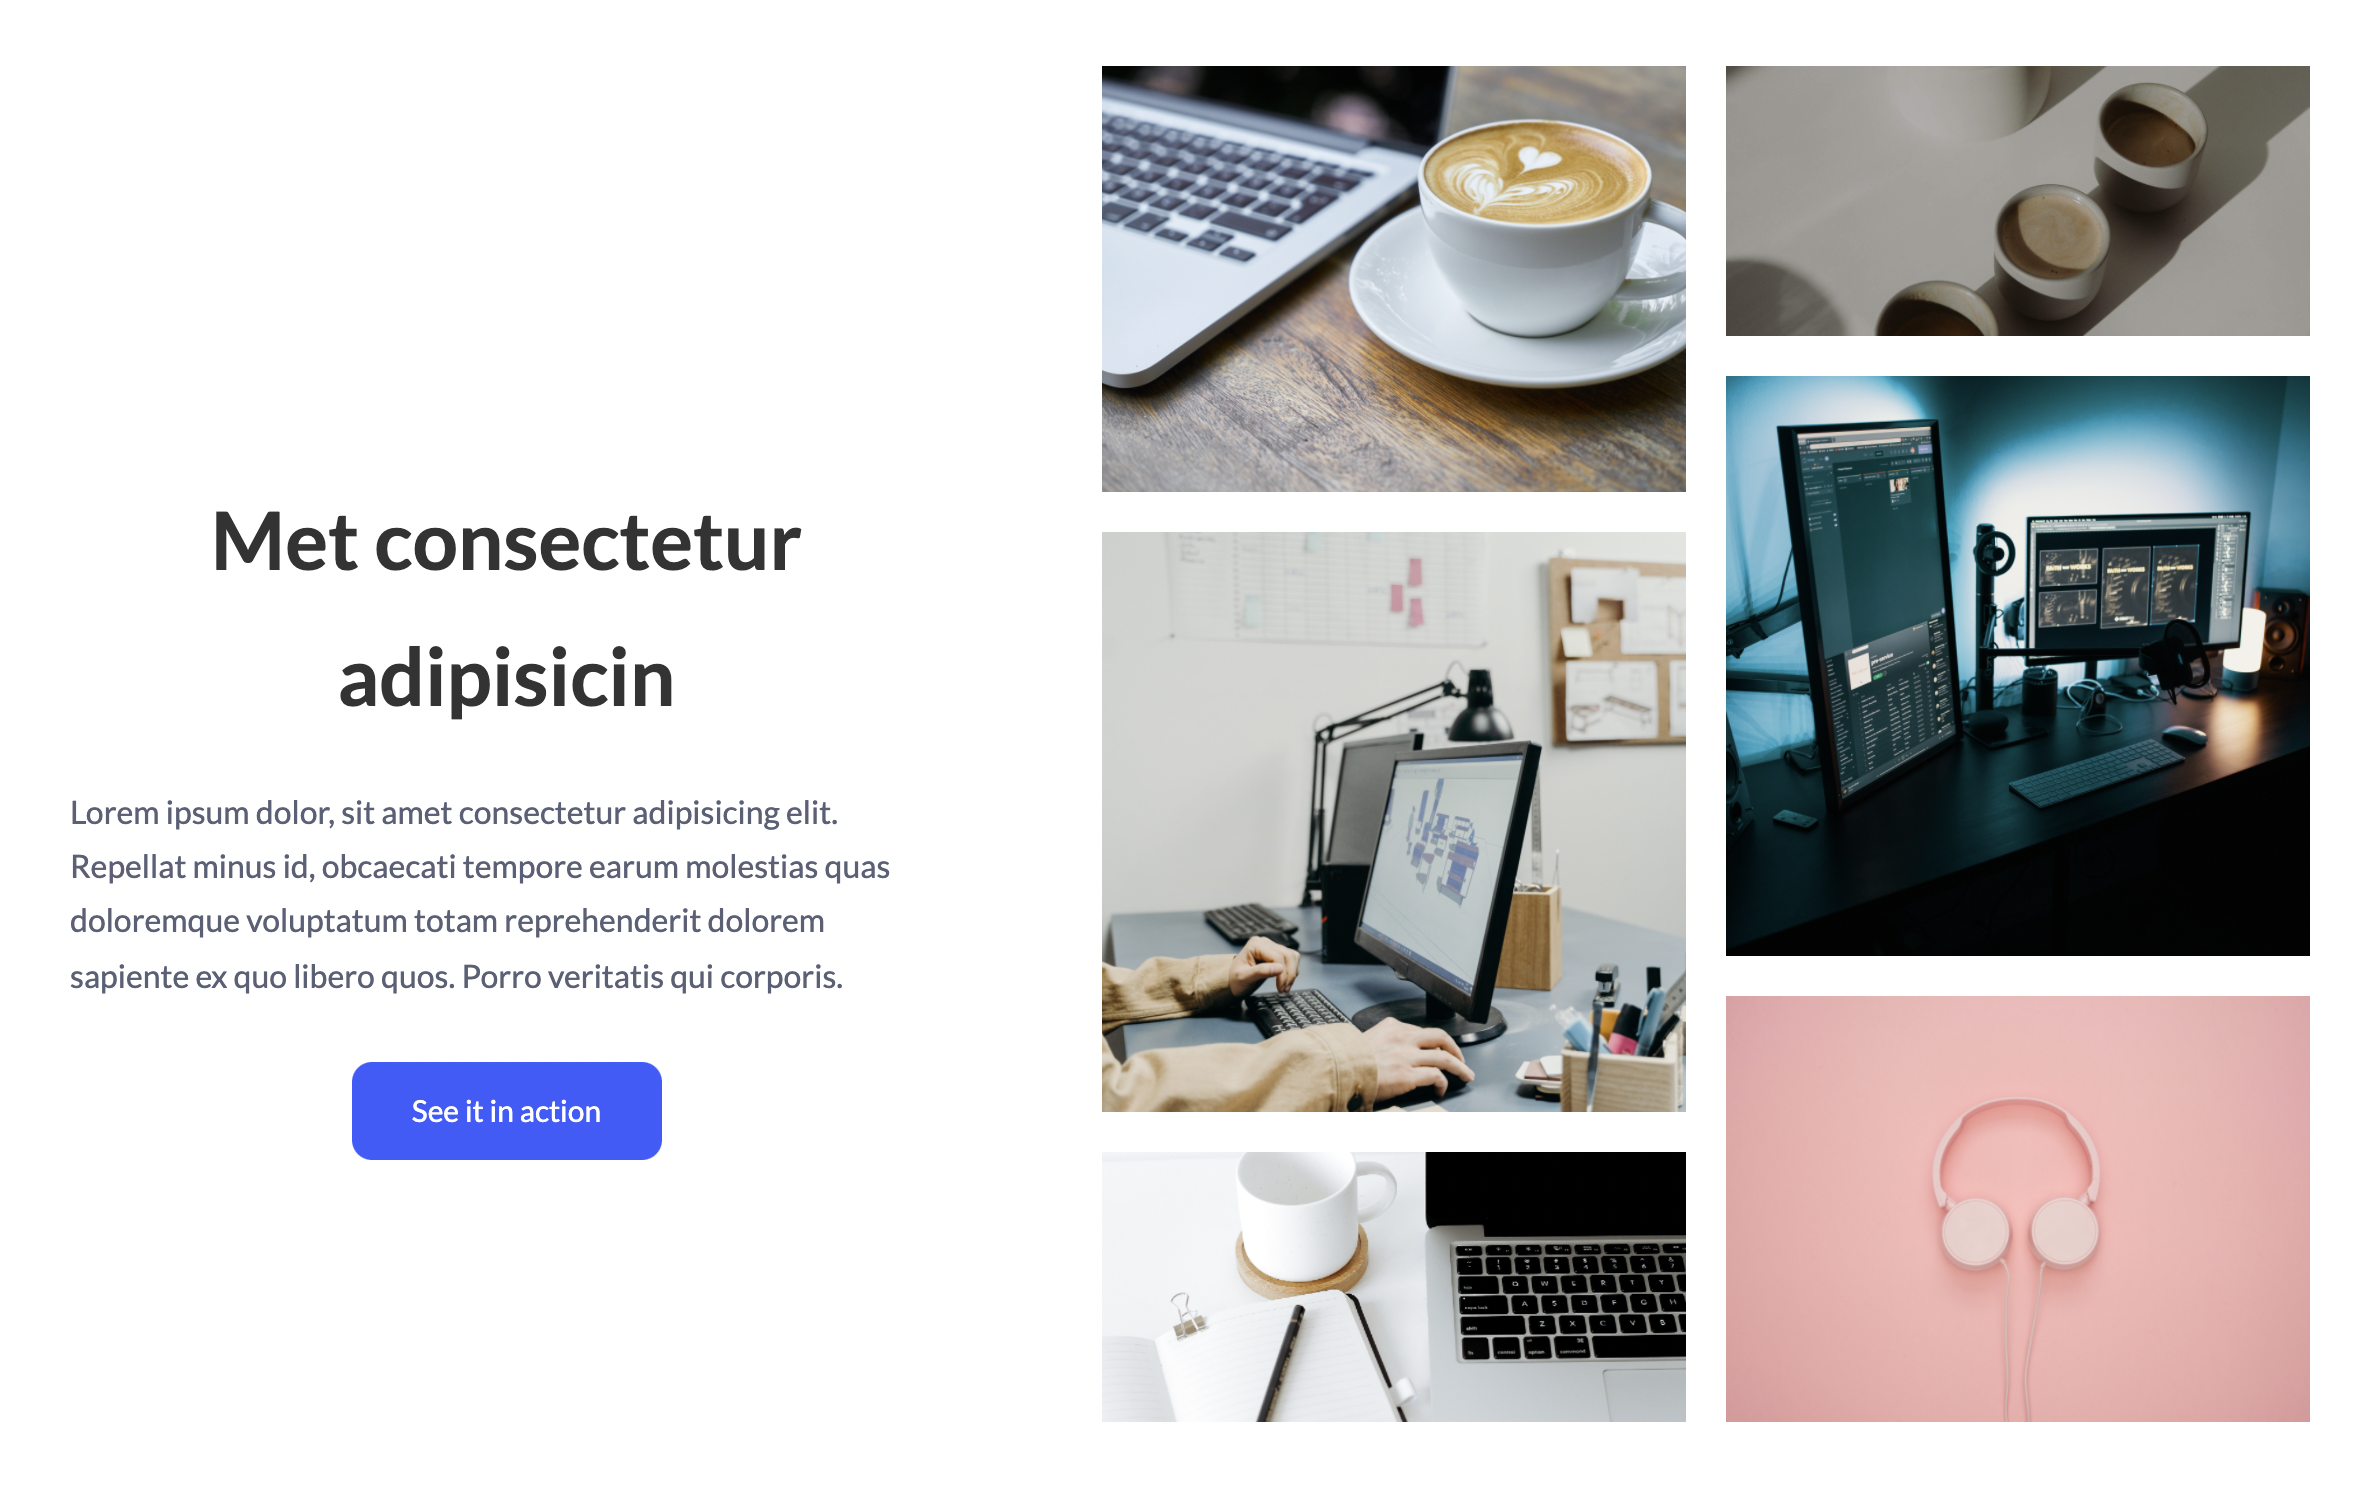 Met consectetur
adipisicin
Lorem ipsum dolor, sit amet consectetur adipisicing elit.
Repellat minus id, obcaecati tempore earum molestias quas
doloremque voluptatum totam reprehenderit dolorem
sapiente ex quo libero quos. Porro veritatis qui corporis.
See it in action